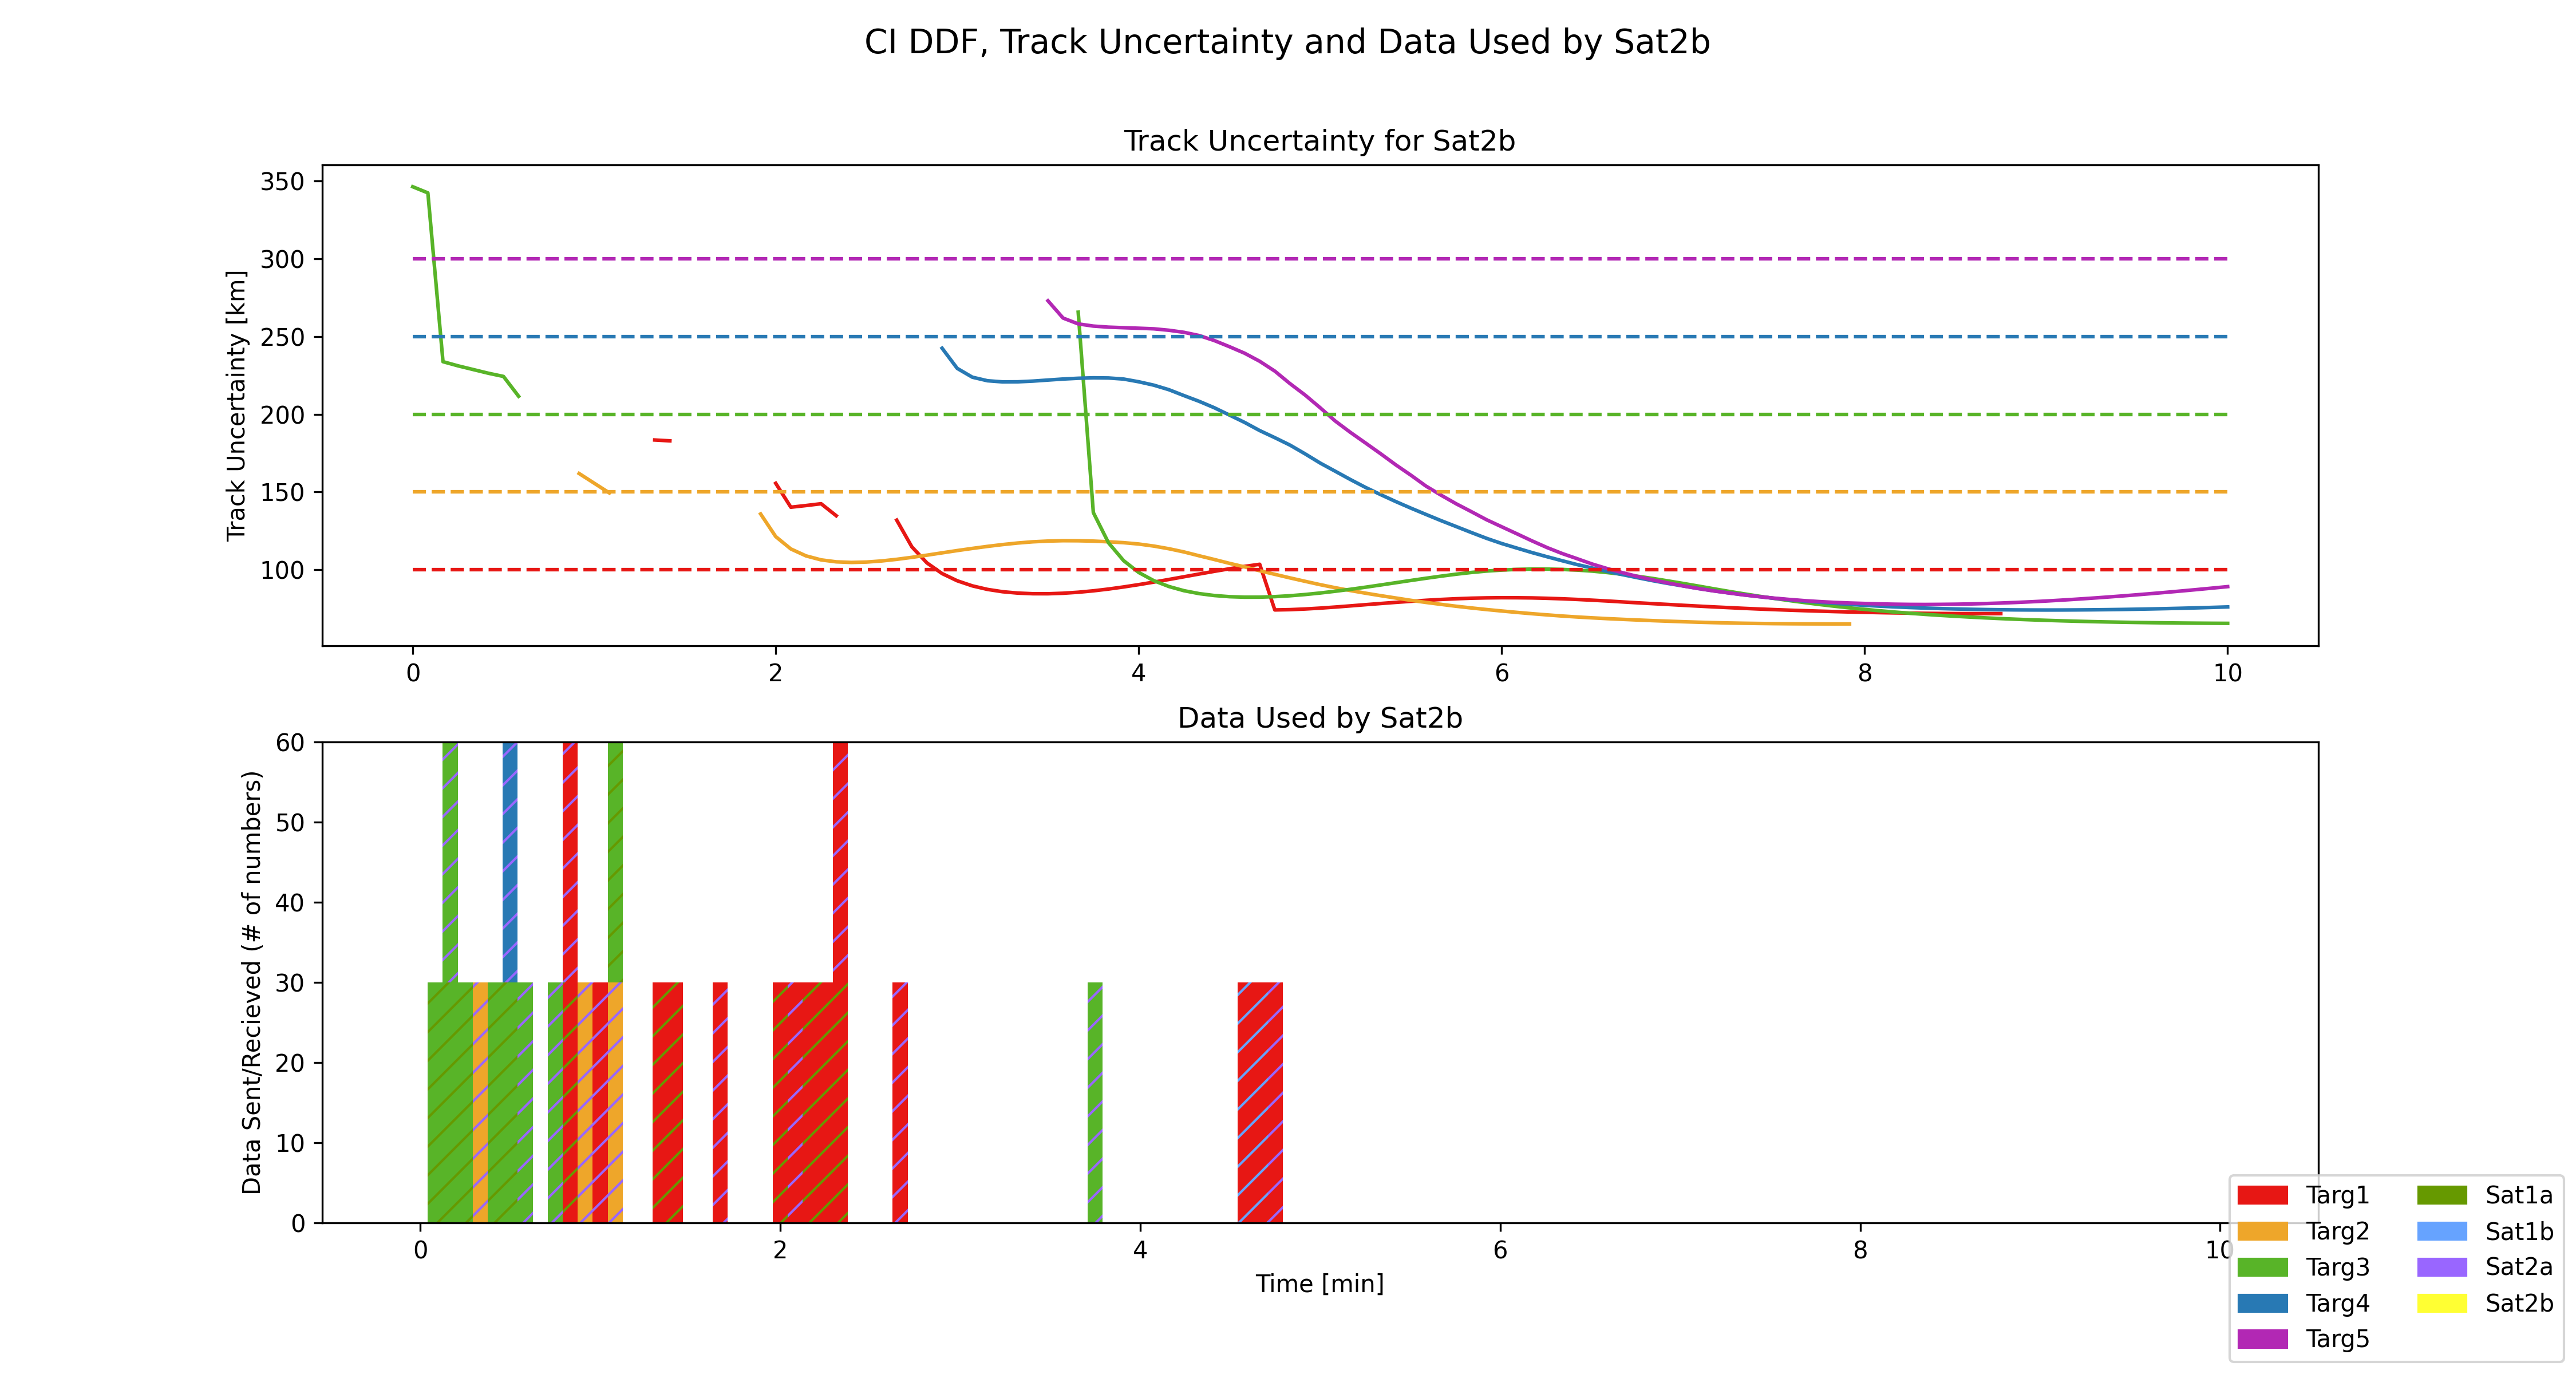 CI DDF, Track Uncertainty and Data Used by Sat2b
Track Uncertainty for Sat2b
Track Uncertainty [km]
350
300
250
200
150
100
0 2 4 6 8 10
Data Used by Sat2b
Data Sent/Recieved (# of numbers)
60
50
40
30
20
10
0
0 2 4 6 8 10
Time [min]
Targ1 Sat1a
Targ2 Sat1b
Targ3 Sat2a
Targ4 Sat2b
Targ5